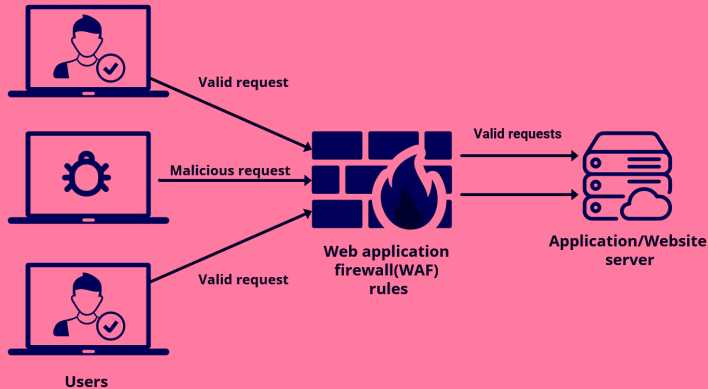 Valid request
Malicious request
Valid request
Users
Web application
firewall(WAF)
rules
Valid requests
Application/Website
server